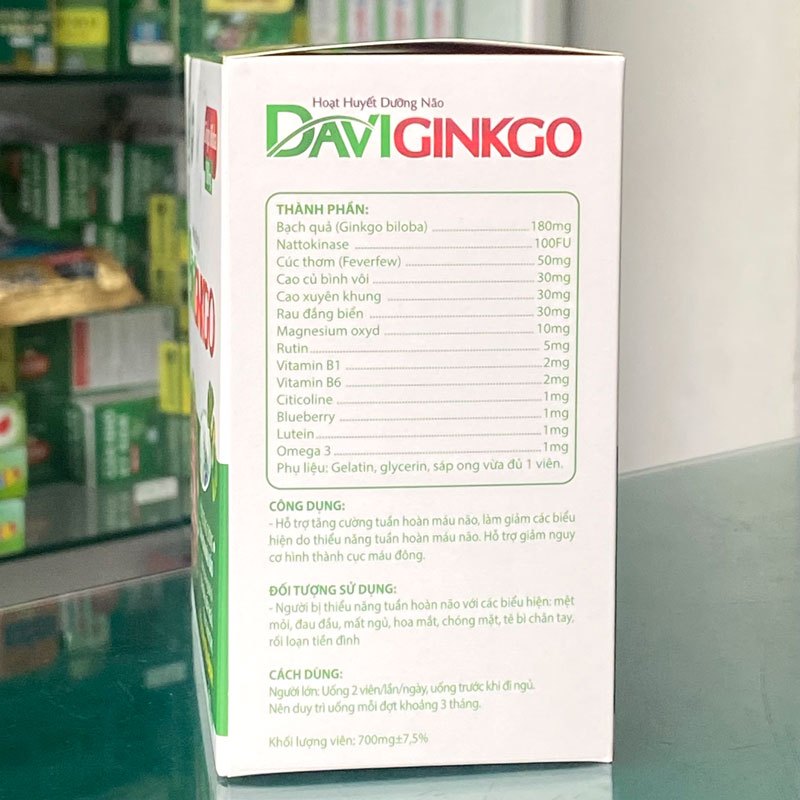 Hoạt Huyết Dưỡng Não
DAVIGINKGO
THÀNH PHẦN:
Bạch quả (Ginkgo biloba) 180mg
Nattokinase 100FU
Cúc thơm (Feverfew) 50mg
Cao củ bình vôi 30mg
Cao xuyên khung 30mg
Rau đắng biển 30mg
Magnesium oxyd 10mg
Rutin 5mg
Vitamin B1 2mg
Vitamin B6 2mg
Citicoline 1mg
Blueberry 1mg
Lutein 1mg
Omega 3 1mg
Phụ liệu: Gelatin, glycerin, sáp ong vừa đủ 1 viên.
CÔNG DỤNG:
- Hỗ trợ tăng cường tuần hoàn máu não, làm giảm các biểu
hiện do thiểu năng tuần hoàn máu não. Hỗ trợ giảm nguy
cơ hình thành cục máu đông.
ĐỐI TƯỢNG SỬ DỤNG:
- Người bị thiểu năng tuần hoàn não với các biểu hiện: mệt
mỏi, đau đầu, mất ngủ, hoa mắt, chóng mặt, tê bì chân tay,
rối loạn tiền đình
CÁCH DÙNG:
Người lớn: Uống 2 viên/lần/ngày, uống trước khi đi ngủ.
Nên duy trì uống mỗi đợt khoảng 3 tháng.
Khối lượng viên: 700mg±7,5%